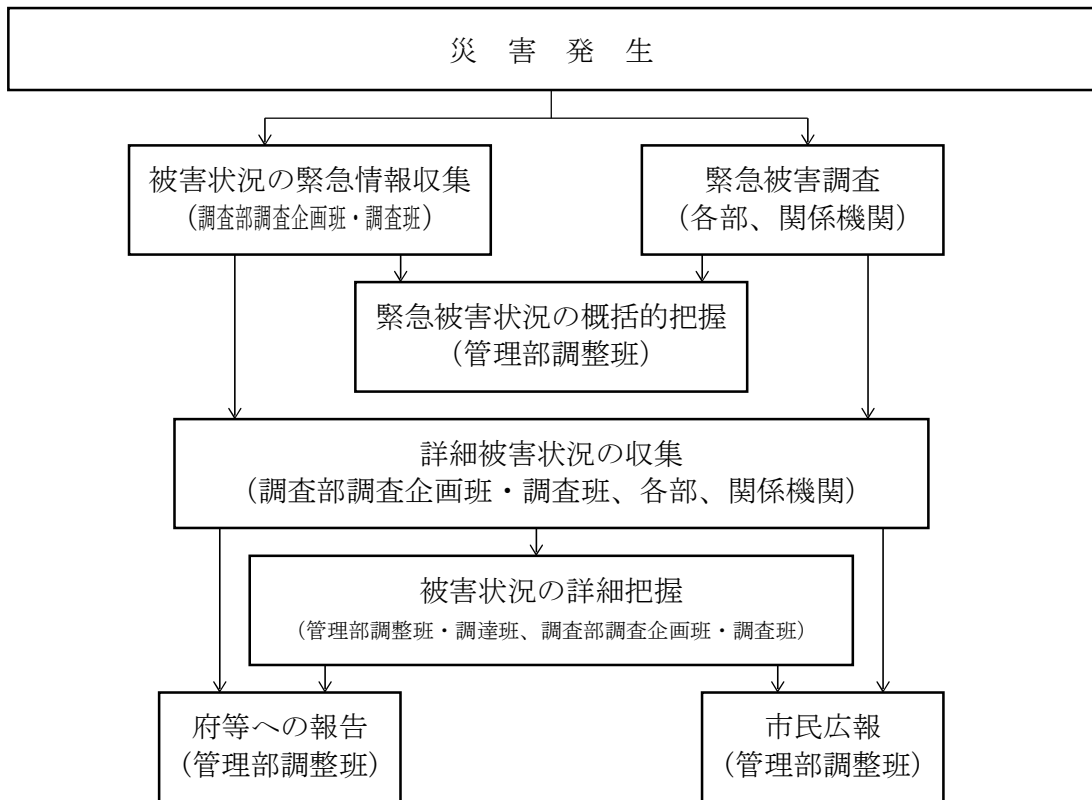 災　害　発　生
被害状況の緊急情報収集
（調査部調査企画班・調査班）
緊急被害調査
（各部、関係機関）
緊急被害状況の概括的把握
（管理部調整班）
詳細被害状況の収集
（調査部調査企画班・調査班、各部、関係機関）
被害状況の詳細把握
（管理部調整班・調達班、調査部調査企画班・調査班）
府等への報告
（管理部調整班）
市民広報
（管理部調整班）